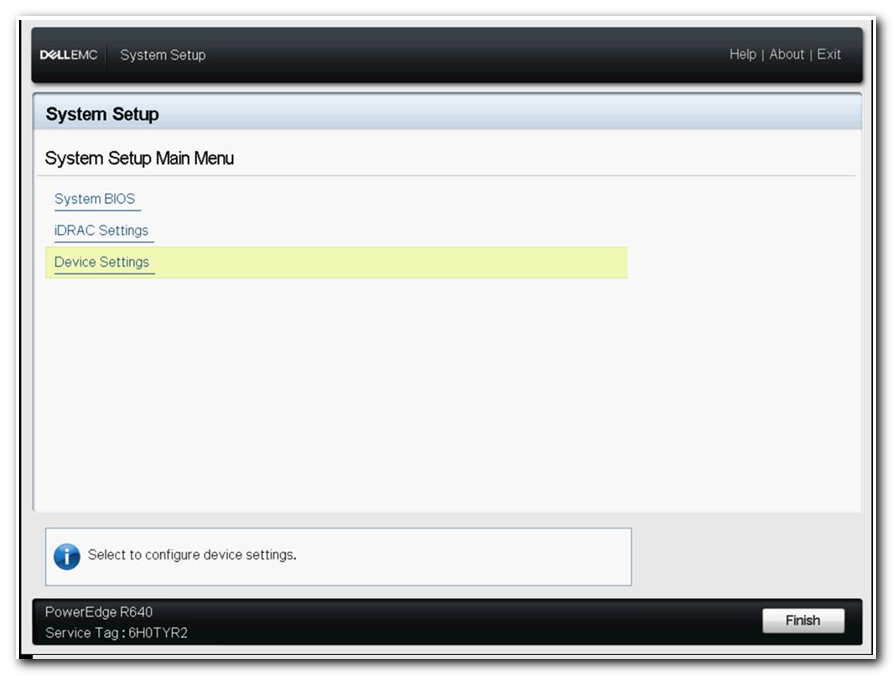 DELLEMC System Setup Help | About | Exit
System Setup
System Setup Main Menu
System BIOS
iDRAC Settings
Device Settings
Select to configure device settings.
PowerEdge R640
Service Tag : 6H0TYR2
Finish